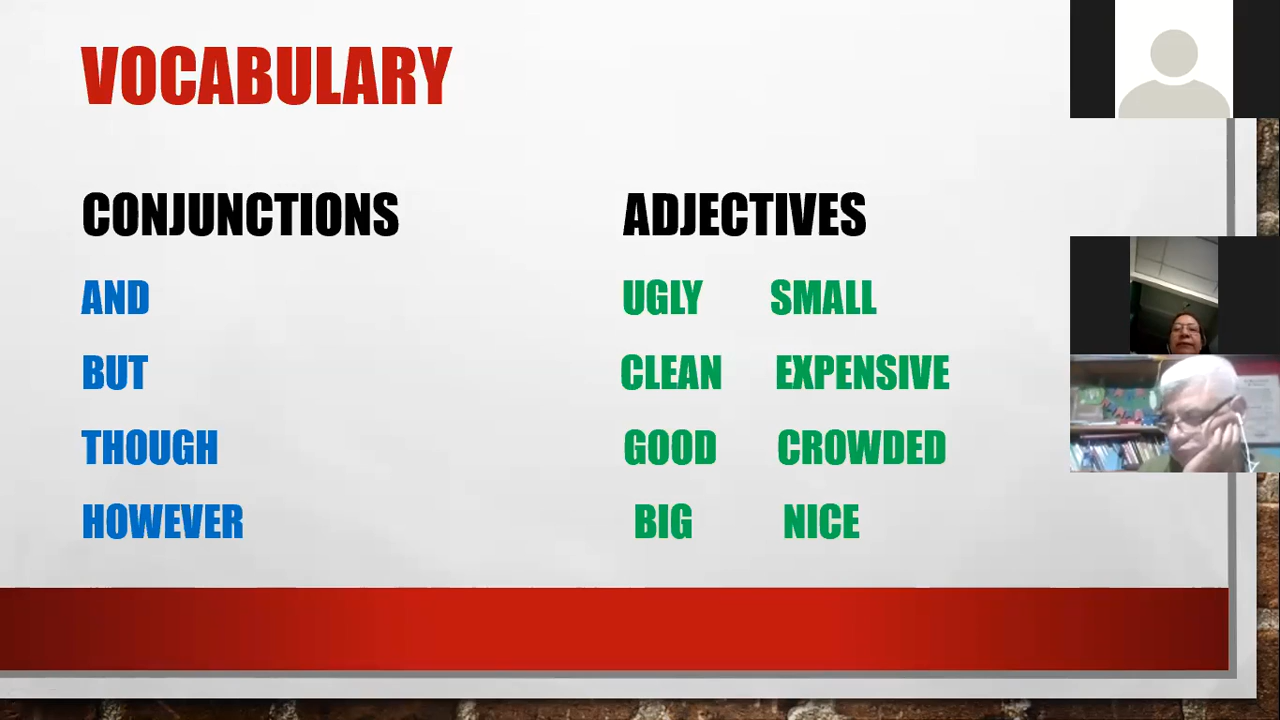 VOCABULARY
CONJUNCTIONS
AND
BUT
THOUGH
HOWEVER
ADJECTIVES
UGLY SMALL
CLEAN EXPENSIVE
GOOD CROWDED
BIG NICE